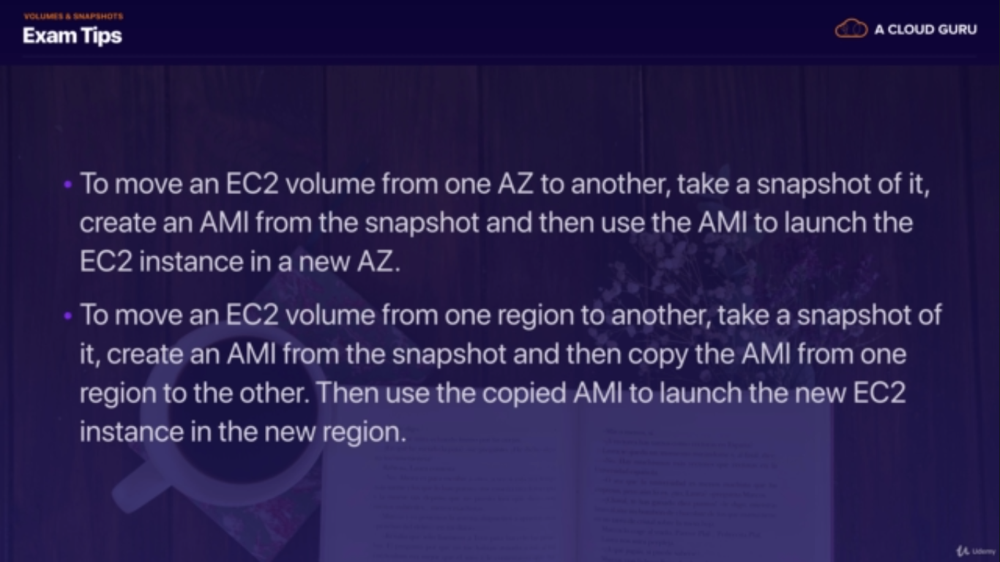 VOLUMES & SNAPSHOTS
Exam Tips
A CLOUD GURU
• To move an EC2 volume from one AZ to another, take a snapshot of it,
create an AMI from the snapshot and then use the AMI to launch the
EC2 instance in a new AZ.
• To move an EC2 volume from one region to another, take a snapshot of
it, create an AMI from the snapshot and then copy the AMI from one
region to the other. Then use the copied AMI to launch the new EC2
instance in the new region.
Udemy